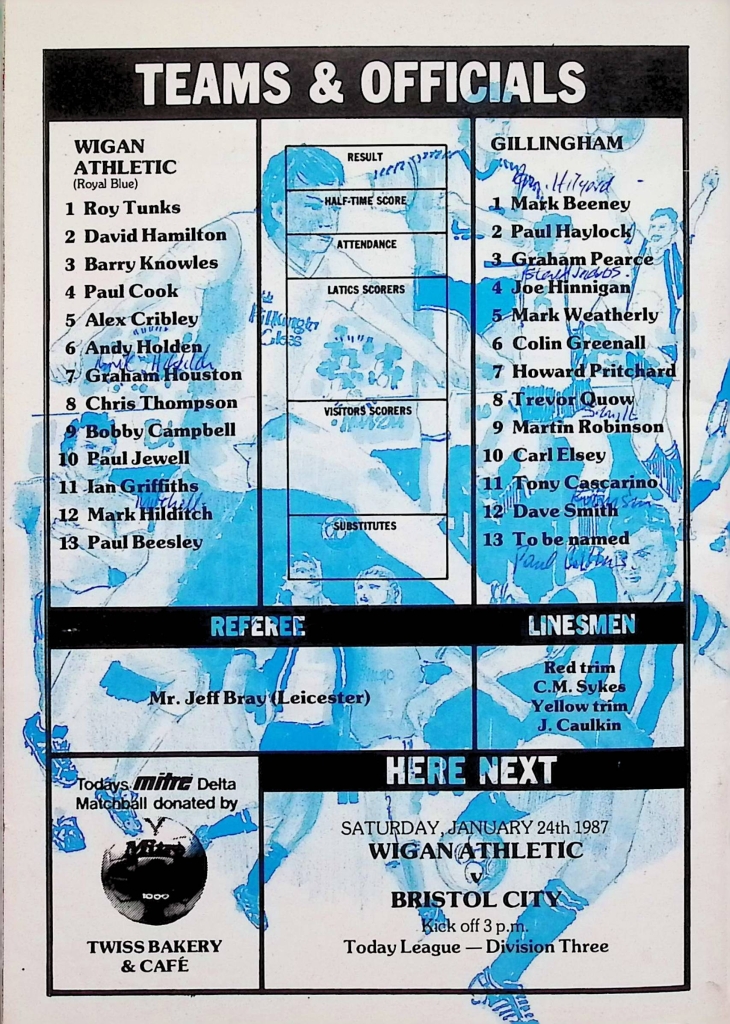 TEAMS & OFFICIALS
WIGAN
ATHLETIC
(Royal Blue)
1 Roy Tunks
2 David Hamilton
3 Barry Knowles
4 Paul Cook
5 Alex Cribley
6 Andy Holden
7 Graham Houston
8 Chris Thompson
9 Bobby Campbell
10 Paul Jewell
11 Ian Griffiths
12 Mark Hilditch
13 Paul Beesley
RESULT
HALF-TIME SCORE
ATTENDANCE
LATICS SCORERS
VISITORS SCORERS
SUBSTITUTES
GILLINGHAM
1 Mark Beeney
2 Paul Haylock
3 Graham Pearce
4 Joe Hinnigan
5 Mark Weatherly
6 Colin Greenall
7 Howard Pritchard
8 Trevor Quow
9 Martin Robinson
10 Carl Elsey
11 Tony Cascarino
12 Dave Smith
Robinson
13 To be named
REFEREE
Mr. Jeff Bray (Leicester)
LINESMEN
Red trim
C.M. Sykes
Yellow trim
J. Caulkin
Todays mitre Delta
Matchball donated by
Mitre
TWISS BAKERY
& CAFÉ
HERE NEXT
SATURDAY, JANUARY 24th 1987
WIGAN ATHLETIC
v
BRISTOL CITY
Kick off 3 p.m.
Today League — Division Three